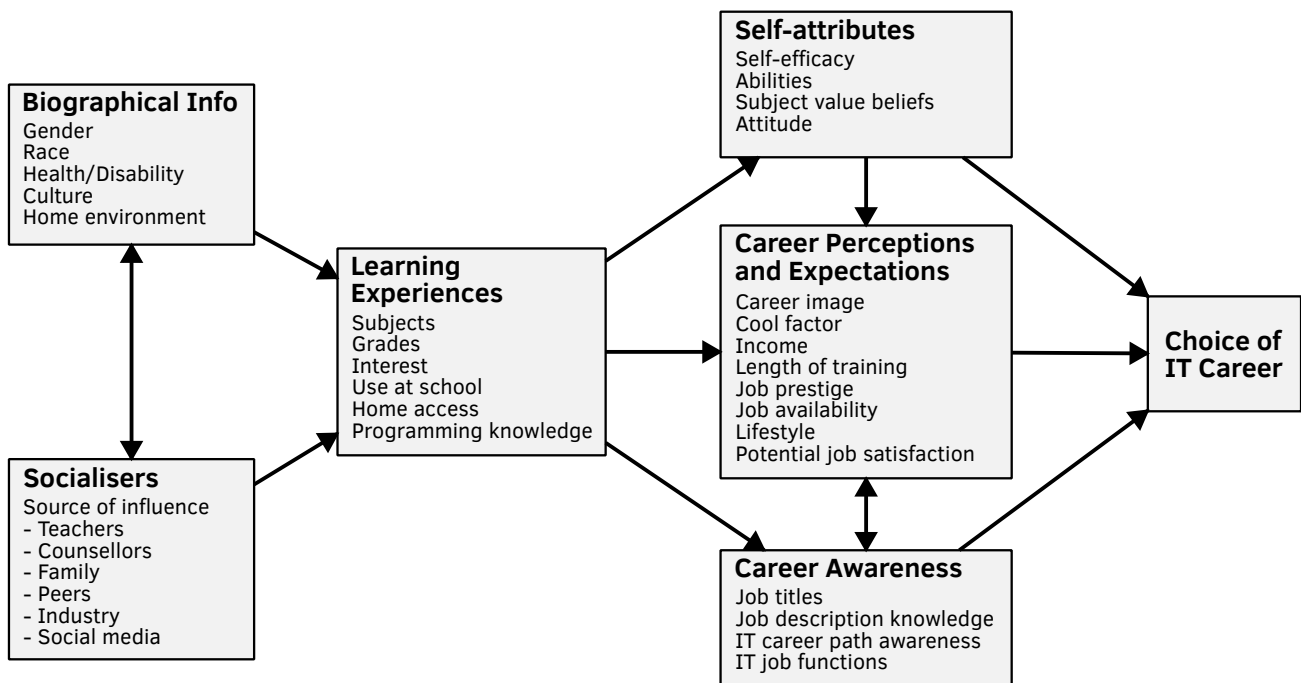 Biographical Info
Gender
Race
Health/Disability
Culture
Home environment
Socialisers
Source of influence
- Teachers
- Counsellors
- Family
- Peers
- Industry
- Social media
Learning
Experiences
Subjects
Grades
Interest
Use at school
Home access
Programming knowledge
Self-attributes
Self-efficacy
Abilities
Subject value beliefs
Attitude
Career Perceptions
and Expectations
Career image
Cool factor
Income
Length of training
Job prestige
Job availability
Lifestyle
Potential job satisfaction
Career Awareness
Job titles
Job description knowledge
IT career path awareness
IT job functions
Choice of
IT Career